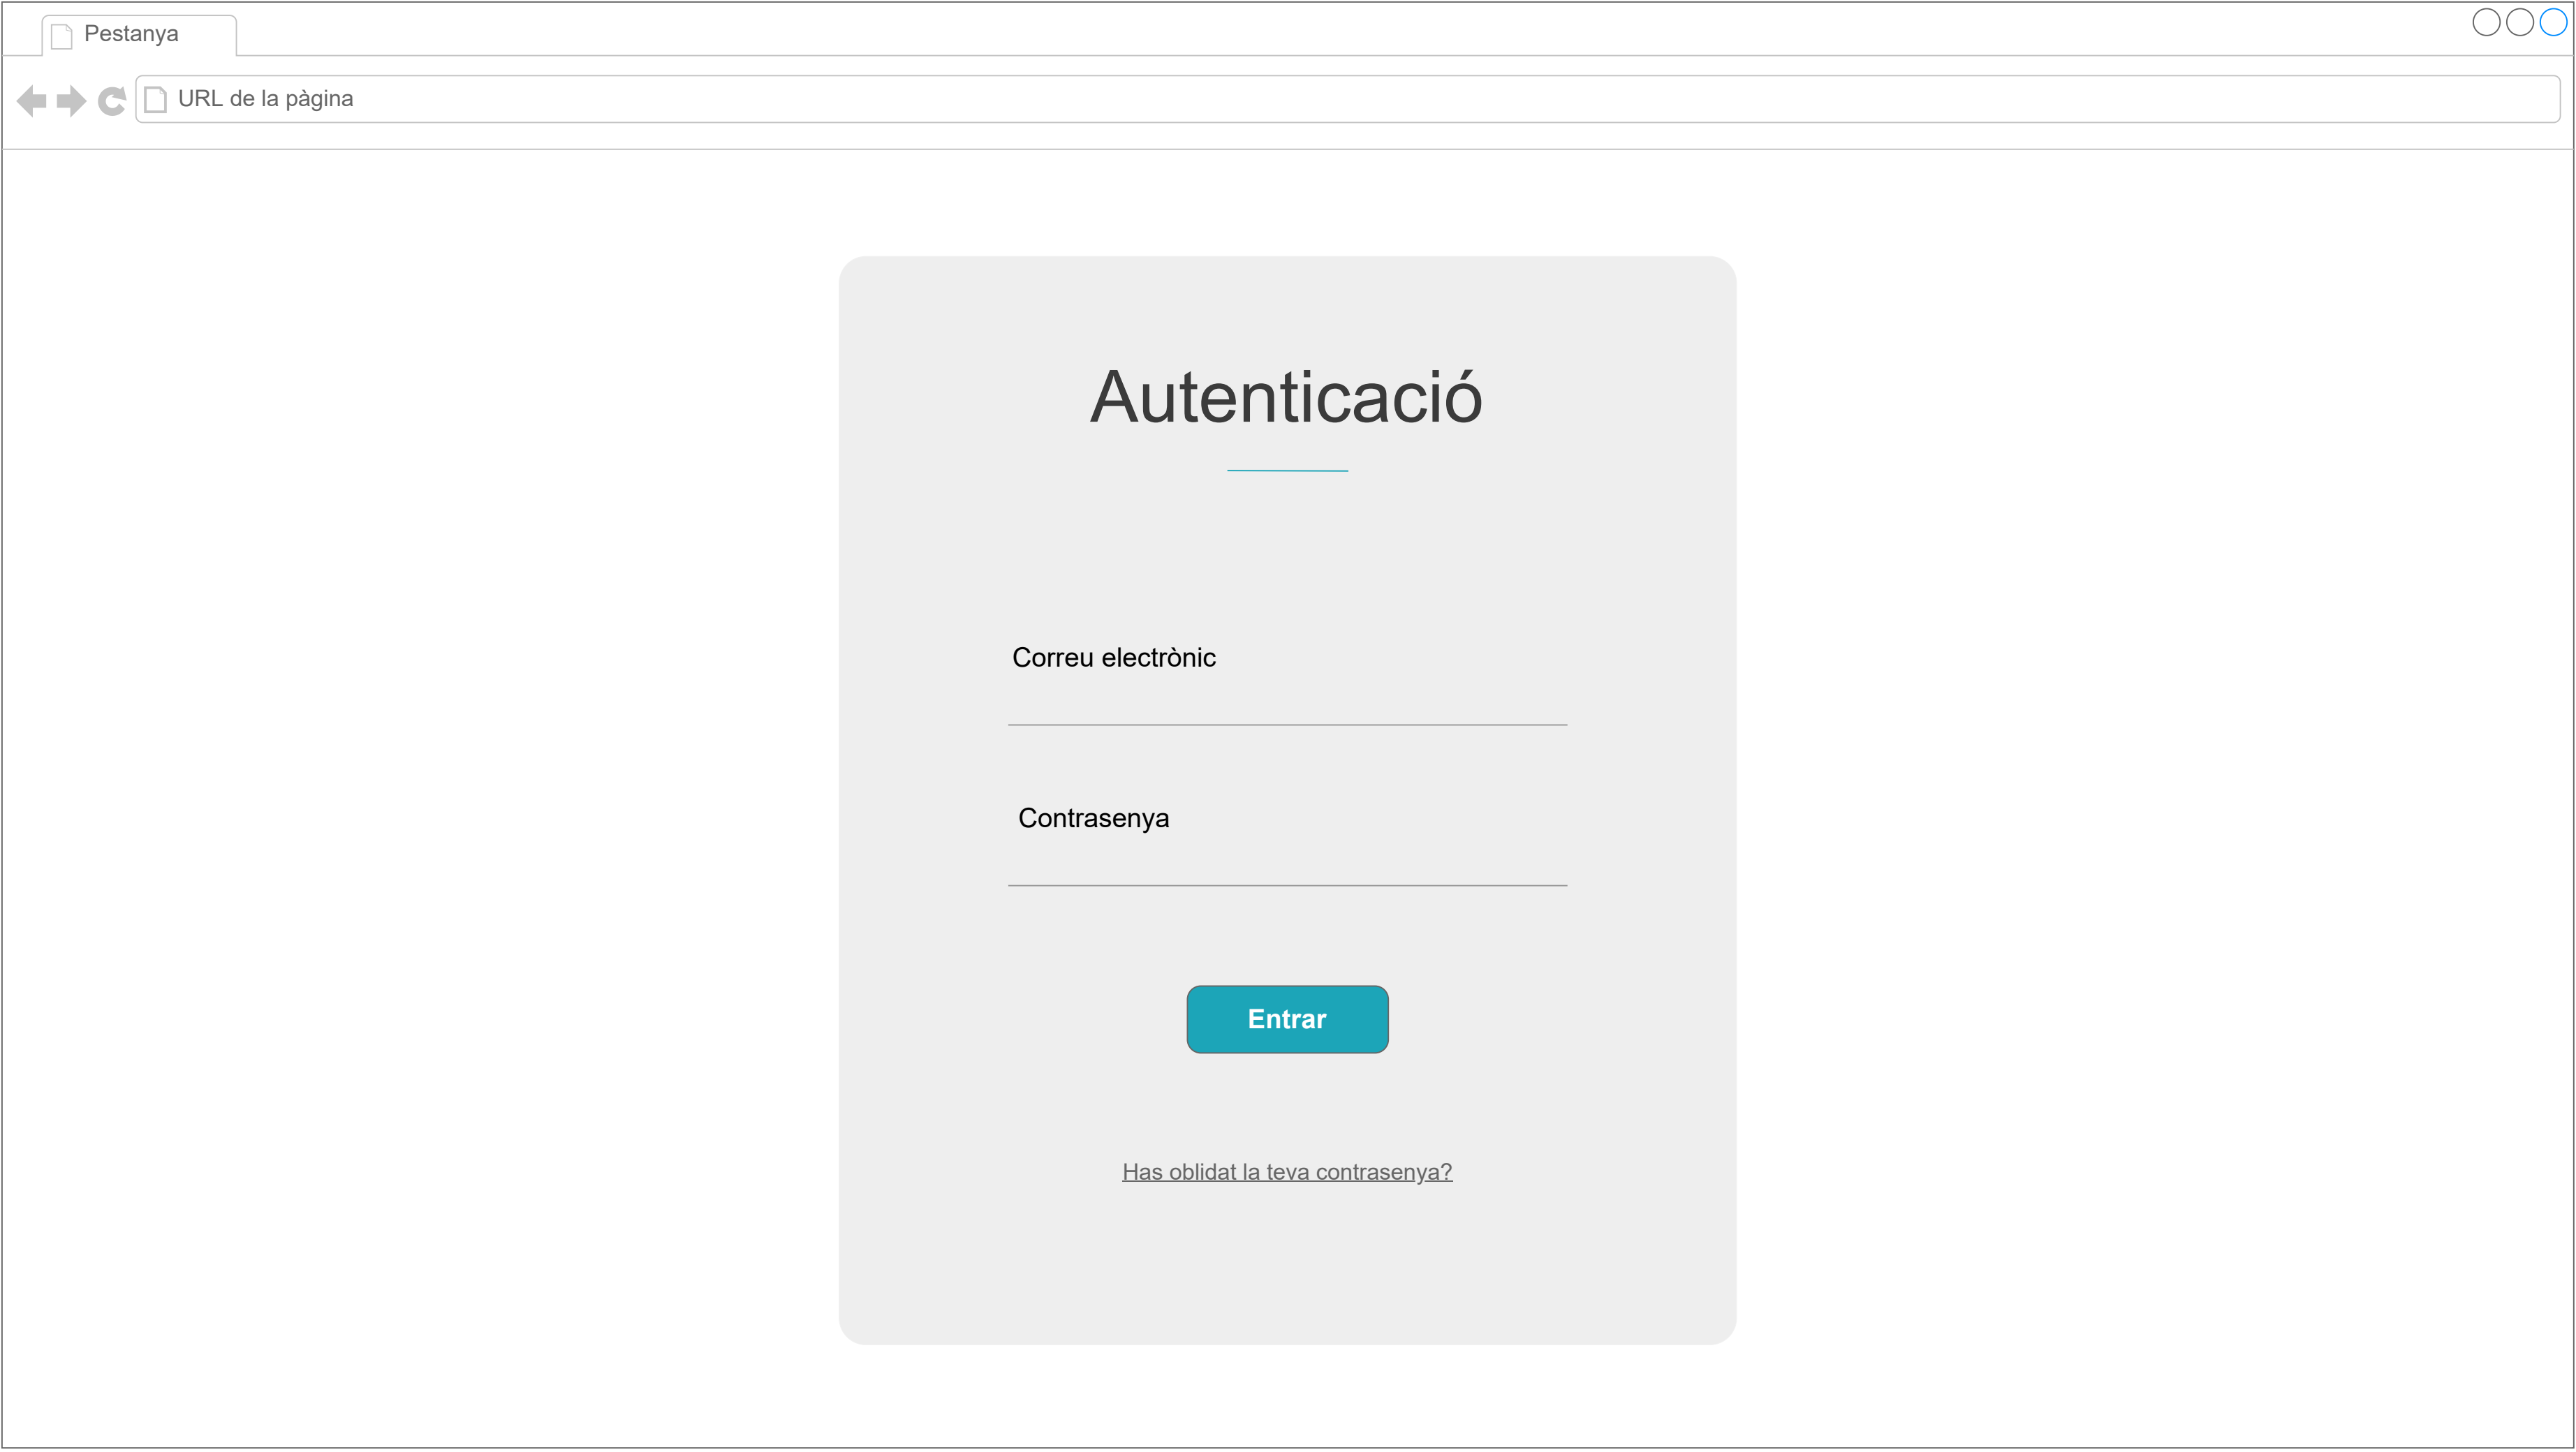 Pestanya
URL de la pàgina
Autenticació
Correu electrònic
Contrasenya
Entrar
Has oblidat la teva contrasenya?